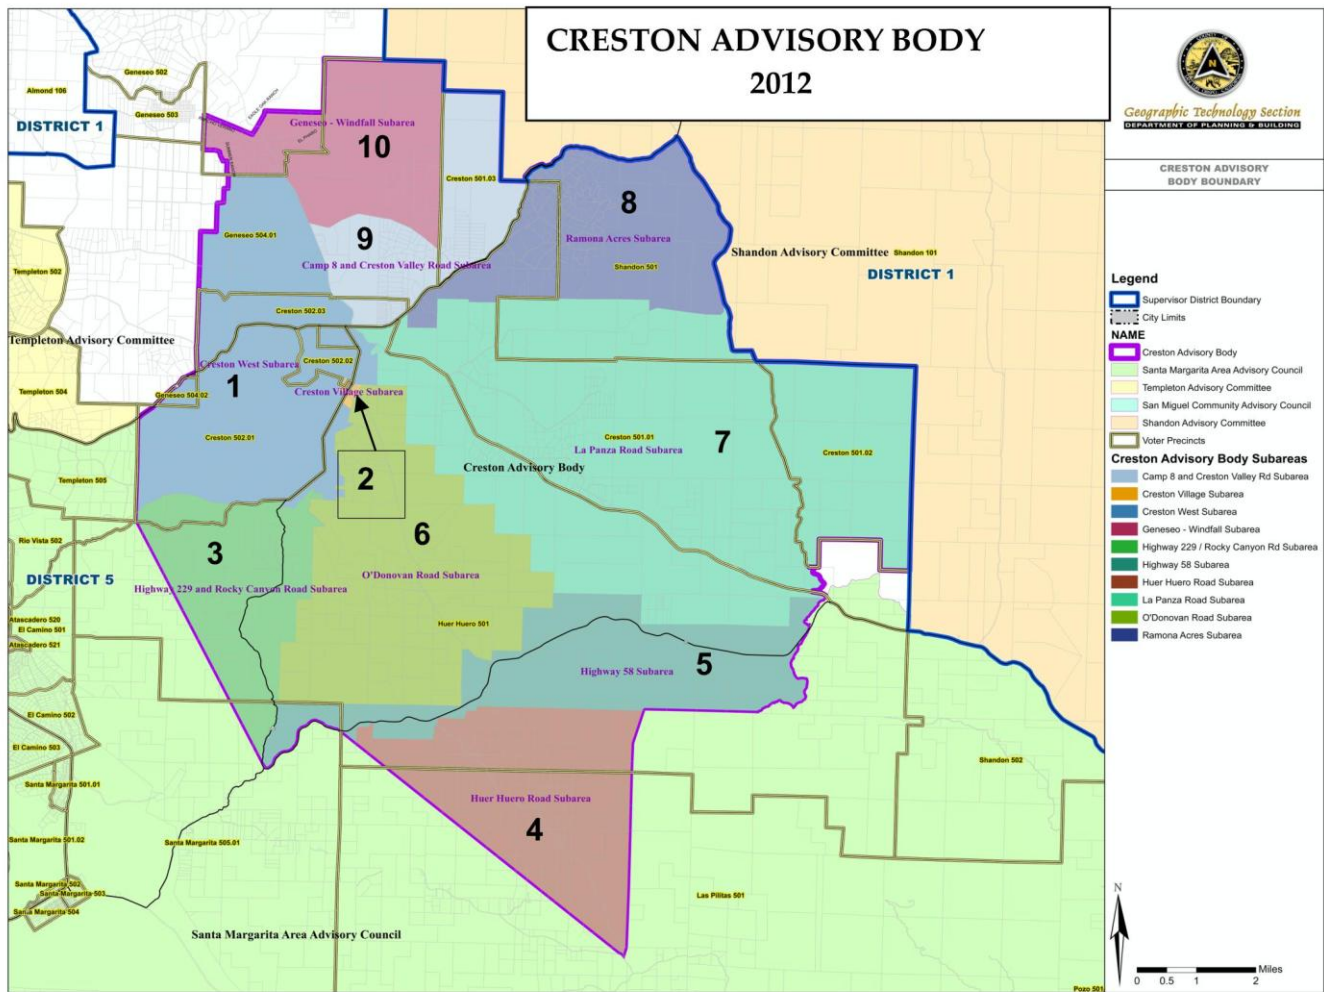 CRESTON ADVISORY BODY
2012
Geographic Technology Section
DEPARTMENT OF PLANNING & BUILDING
CRESTON ADVISORY
BODY BOUNDARY
Legend
Supervisor District Boundary
City Limits
NAME
Creston Advisory Body
Santa Margarita Area Advisory Council
Templeton Advisory Committee
San Miguel Community Advisory Council
Shandon Advisory Committee
Voter Precincts
Creston Advisory Body Subareas
Camp 8 and Creston Valley Rd Subarea
Creston Village Subarea
Creston West Subarea
Geneseo - Windfall Subarea
Highway 229 / Rocky Canyon Rd Subarea
Highway 58 Subarea
Huer Huero Road Subarea
La Panza Road Subarea
O'Donovan Road Subarea
Ramona Acres Subarea
N
0 0.5 1 2
Miles
Geneseo 502
Almond 106
Geneseo 503
DISTRICT 1
Geneseo - Windfall Subarea
10
Creston 501.03
8
Geneseo 504.01
9
Ramona Acres Subarea
Camp 8 and Creston Valley Road Subarea
Shandon 501
Shandon Advisory Committee
Shandon 101
DISTRICT 1
Templeton 502
Creston 502.03
Templeton Advisory Committee
Creston West Subarea
Creston 502.02
1
Templeton 504
Geneseo 504.02
Creston Village Subarea
Creston 502.01
Creston 501.01
7
La Panza Road Subarea
Creston 501.02
Creston Advisory Body
2
Templeton 505
Rio Vista 502
3
6
DISTRICT 5
O'Donovan Road Subarea
Highway 229 and Rocky Canyon Road Subarea
Atascadero 520
El Camino 501
Atascadero 521
Huer Huero 501
5
Highway 58 Subarea
El Camino 502
El Camino 503
Shandon 502
Santa Margarita 501.01
Huer Huero Road Subarea
4
Santa Margarita 501.02
Santa Margarita 505.01
Santa Margarita 502
Santa Margarita 503
Santa Margarita 504
Las Pilitas 501
Santa Margarita Area Advisory Council
Pozo 501